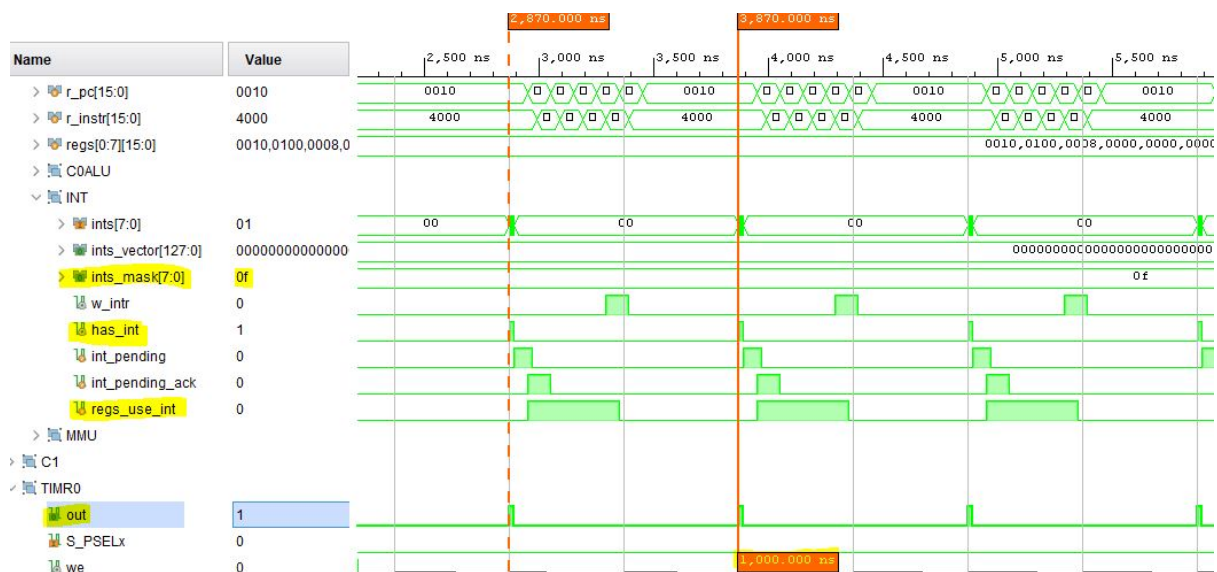 2,870.000 ns 3,870.000 ns
Name Value 2,500 ns 3,000 ns 3,500 ns 4,000 ns 4,500 ns 5,000 ns 5,500 ns
r_pc[15:0] 0010 0010 0010 0010 0010
r_instr[15:0] 4000 4000 4000 4000 4000
regs[0:7][15:0] 0010,0100,0008,0 0010,0100,0008,0000,0000,0000
C0ALU
INT
ints[7:0] 01 00 00 00 00
ints_vector[127:0] 00000000000000 0000000000000000000000000
ints_mask[7:0] 0f 0f
w_intr 0
has_int 1
int_pending 0
int_pending_ack 0
regs_use_int 0
MMU
C1
TIMR0
out 1
S_PSELx 0
we 0 1,000.000 ns